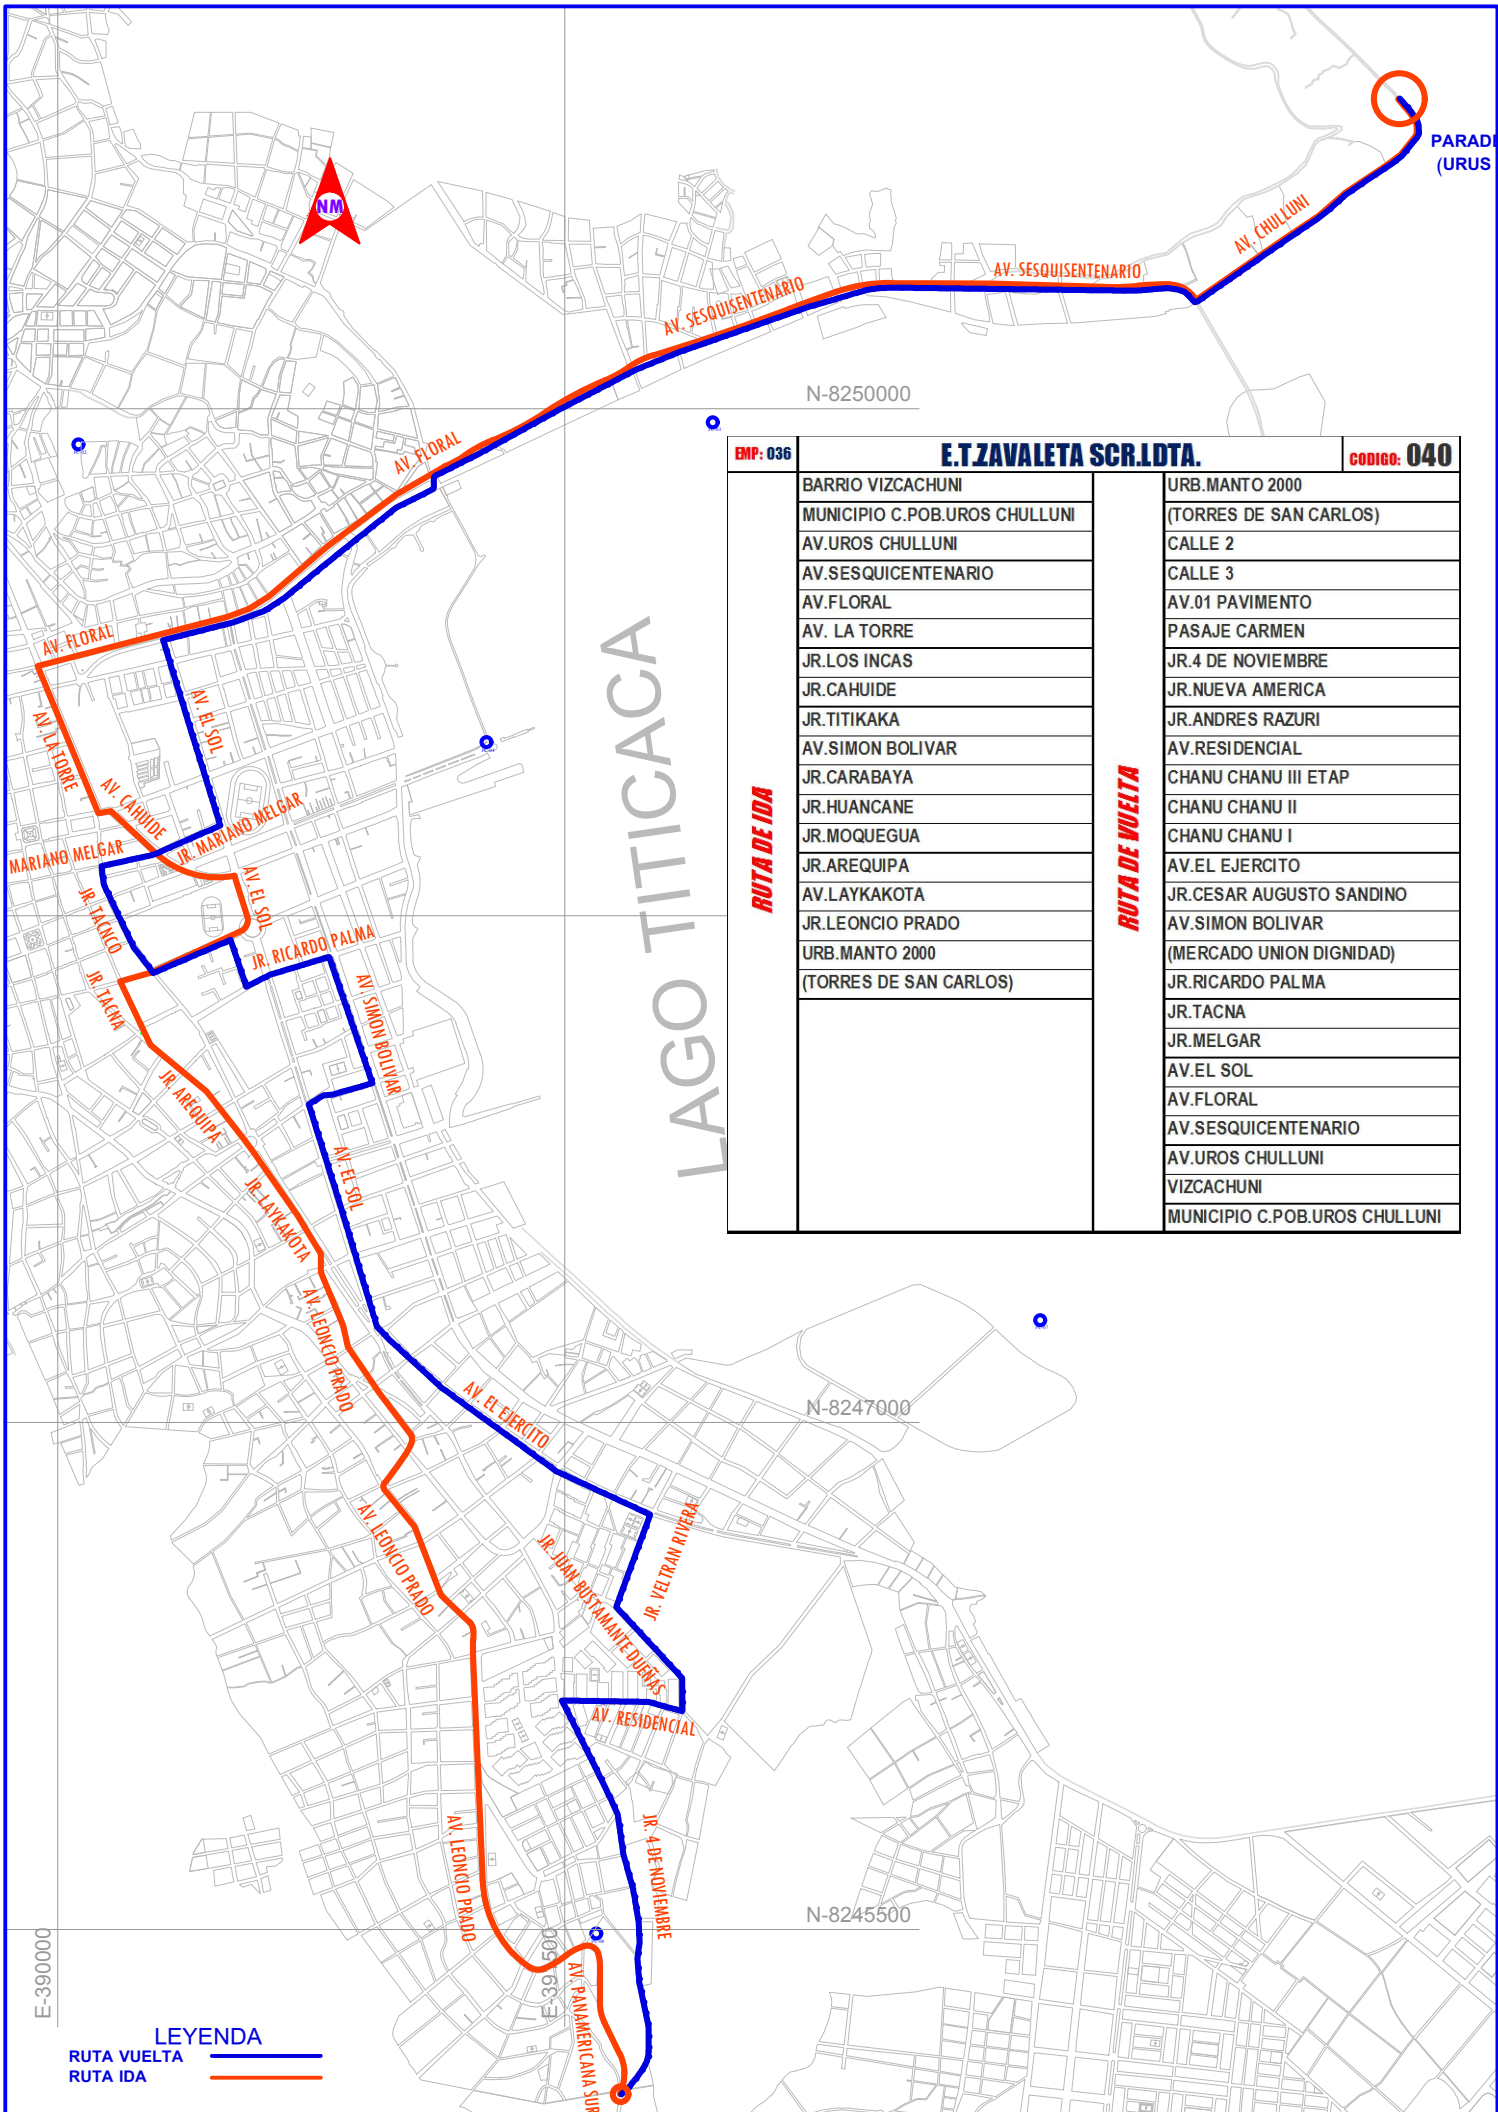 NM
PARADE
(URUS
AV. CHULLUNI
AV. SESQUISENTENARIO
AV. SESQUISENTENARIO
N-8250000
AV. FLORAL
EMP: 036
E.T.ZAVALETA SCR.LDTA.
CODIGO: 040
RUTA DE IDA
BARRIO VIZCACHUNI
MUNICIPIO C.POB.UROS CHULLUNI
AV.UROS CHULLUNI
AV.SESQUICENTENARIO
AV.FLORAL
AV. LA TORRE
JR.LOS INCAS
JR.CAHUIDE
JR.TITIKAKA
AV.SIMON BOLIVAR
JR.CARABAYA
JR.HUANCANE
JR.MOQUEGUA
JR.AREQUIPA
AV.LAYKAKOTA
JR.LEONCIO PRADO
URB.MANTO 2000
(TORRES DE SAN CARLOS)
RUTA DE VUELTA
URB.MANTO 2000
(TORRES DE SAN CARLOS)
CALLE 2
CALLE 3
AV.01 PAVIMENTO
PASAJE CARMEN
JR.4 DE NOVIEMBRE
JR.NUEVA AMERICA
JR.ANDRES RAZURI
AV.RESIDENCIAL
CHANU CHANU III ETAP
CHANU CHANU II
CHANU CHANU I
AV.EL EJERCITO
JR.CESAR AUGUSTO SANDINO
AV.SIMON BOLIVAR
(MERCADO UNION DIGNIDAD)
JR.RICARDO PALMA
JR.TACNA
JR.MELGAR
AV.EL SOL
AV.FLORAL
AV.SESQUICENTENARIO
AV.UROS CHULLUNI
VIZCACHUNI
MUNICIPIO C.POB.UROS CHULLUNI
LAGO TITICACA
AV. FLORAL
AV. LA TORRE
AV. EL SOL
AV. CAHUIDE
JR. MARIANO MELGAR
MARIANO MELGAR
AV. EL SOL
JR. TACNCO
JR. RICARDO PALMA
JR. TACNA
AV. SIMON BOLIVAR
JR. AREQUIPA
AV. EL SOL
JR. LAYKAKOTA
AV. LEONCIO PRADO
AV. EL EJERCITO
N-8247000
AV. LEONCIO PRADO
JR. JUAN BUSTAMANTE DUEÑAS
JR. VELTRAN RIVERA
AV. RESIDENCIAL
AV. LEONCIO PRADO
JR. 4 DE NOVIEMBRE
N-8245500
E-390000
E-391500
AV. PANAMERICANA SUR
LEYENDA
RUTA VUELTA
RUTA IDA